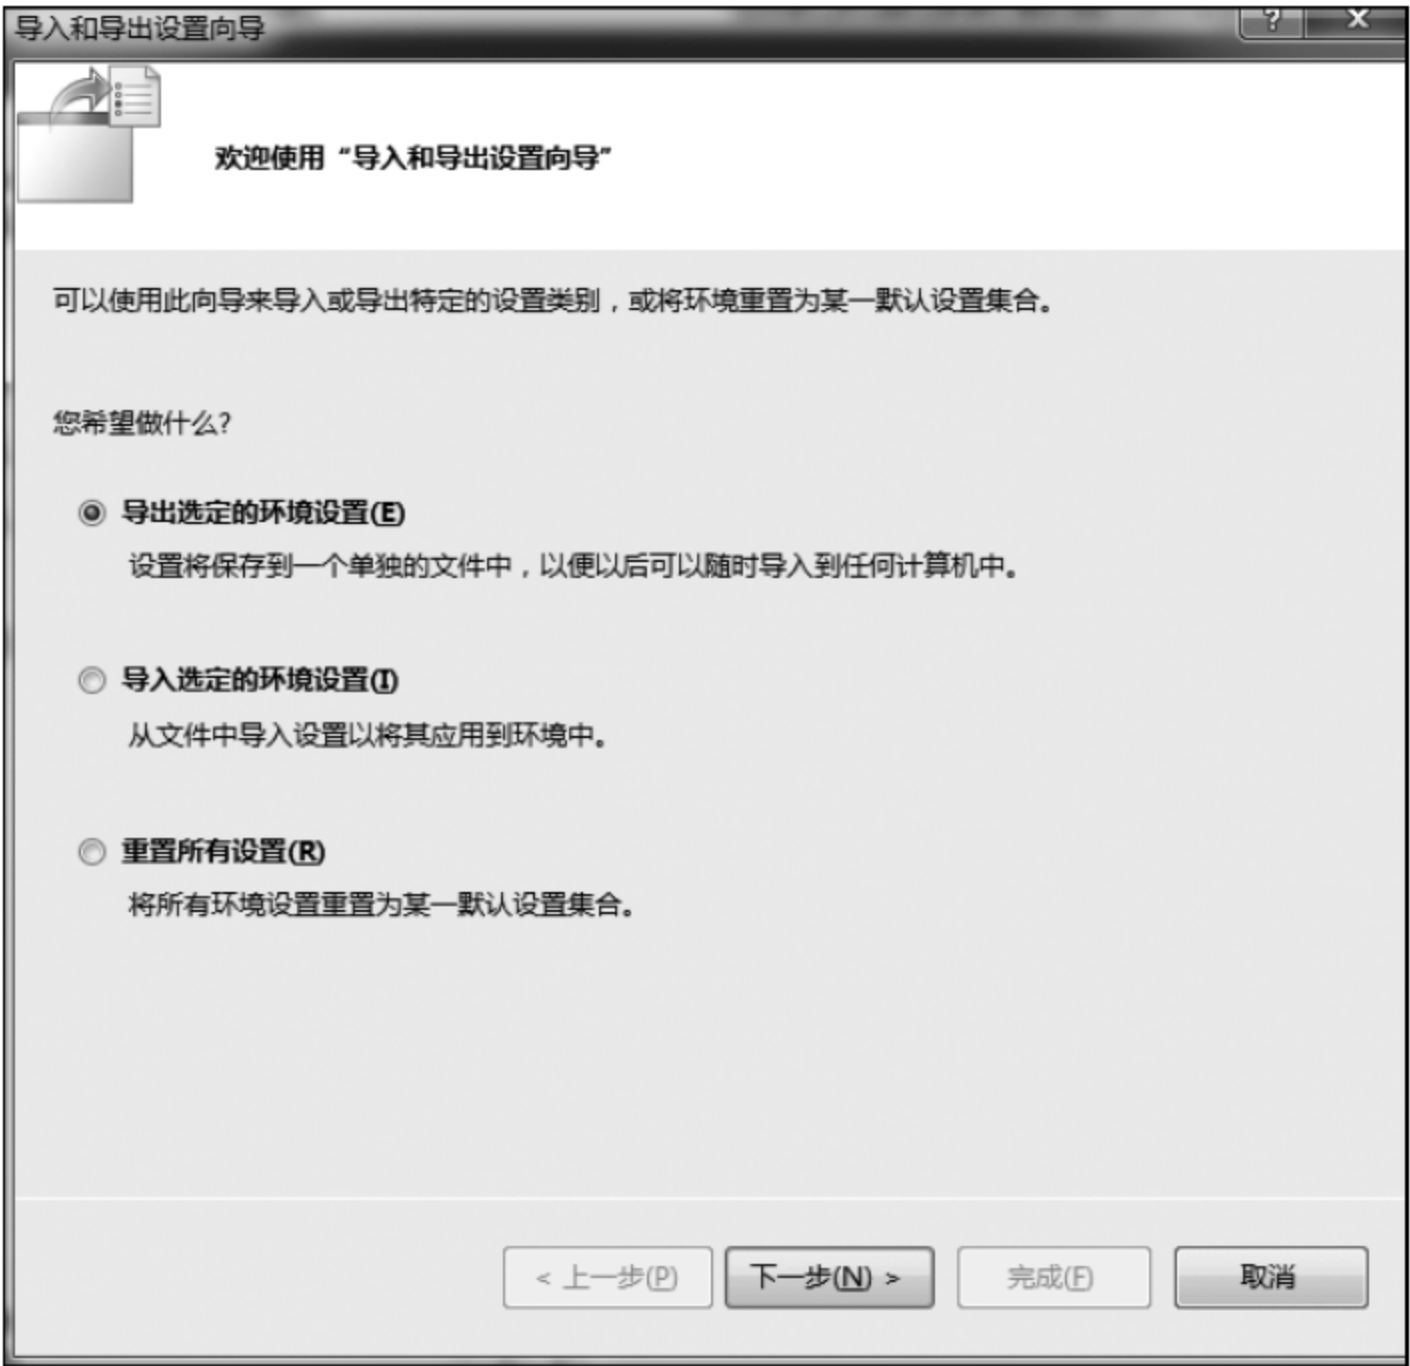 导入和导出设置向导
欢迎使用“导入和导出设置向导”
可以使用此向导来导入或导出特定的设置类别，或将环境重置为某一默认设置集合。
您希望做什么?
导出选定的环境设置(E)
设置将保存到一个单独的文件中，以便以后可以随时导入到任何计算机中。
导入选定的环境设置(I)
从文件中导入设置以将其应用到环境中。
重置所有设置(R)
将所有环境设置重置为某一默认设置集合。
< 上一步(P) 下一步(N) > 完成(F) 取消